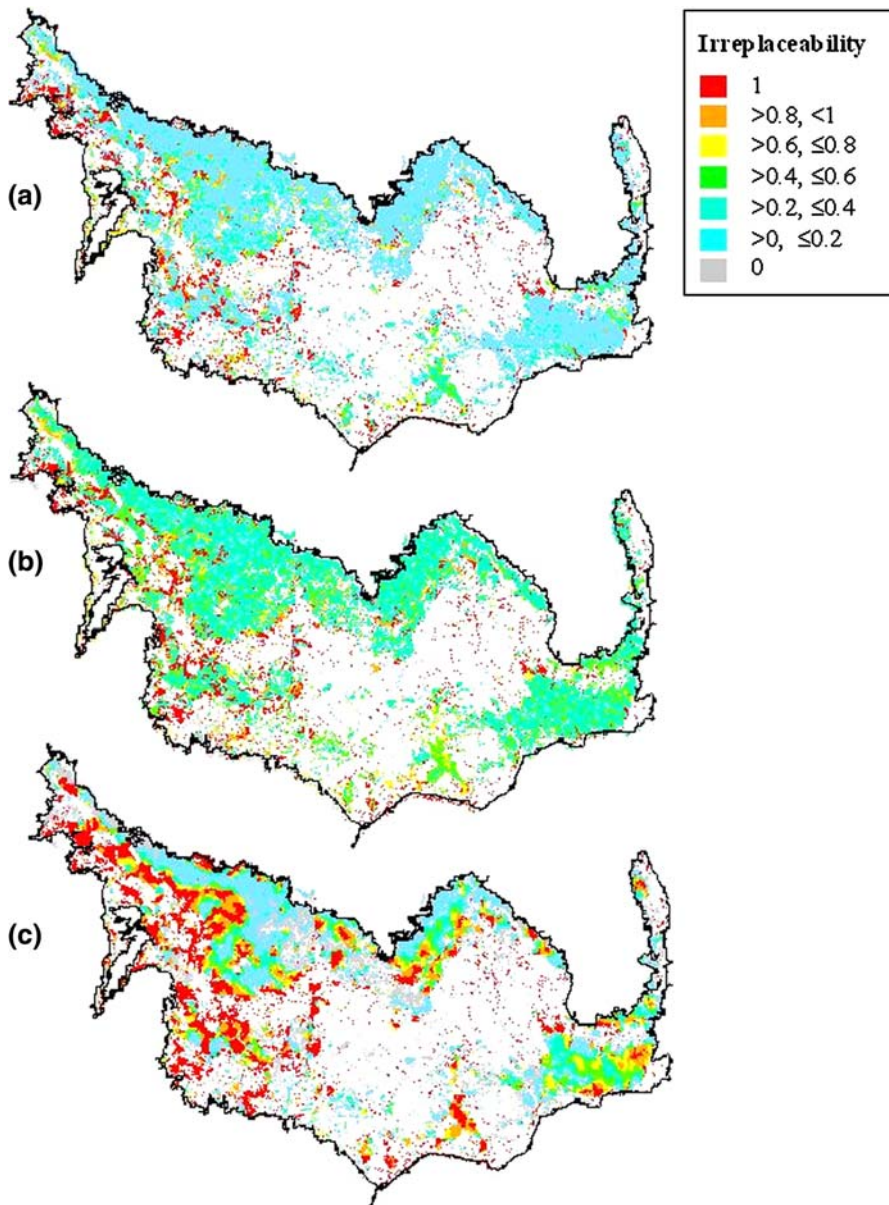 Irreplaceability
1
>0.8, <1
>0.6, ≤0.8
>0.4, ≤0.6
>0.2, ≤0.4
>0, ≤0.2
0
(a)
(b)
(c)